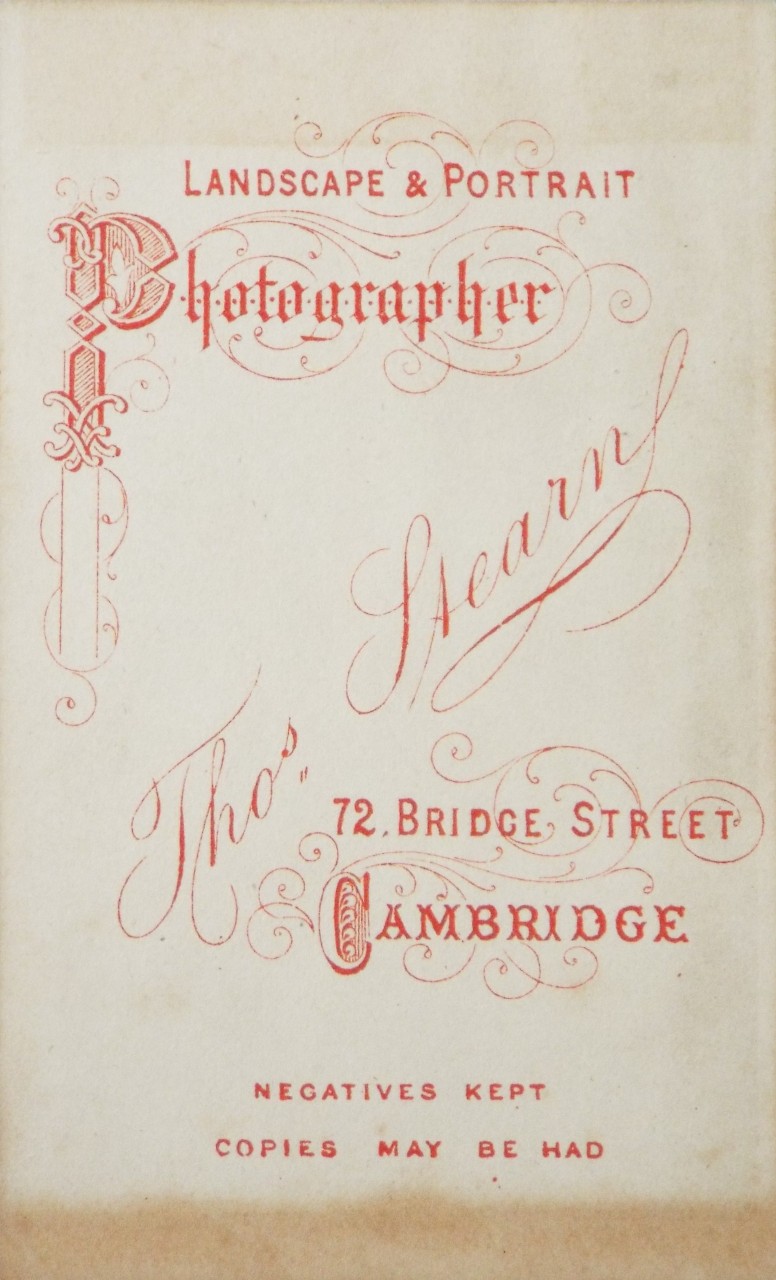 LANDSCAPE & PORTRAIT
Photographer
Thos. Stearn
72, BRIDGE STREET
CAMBRIDGE
NEGATIVES KEPT
COPIES MAY BE HAD